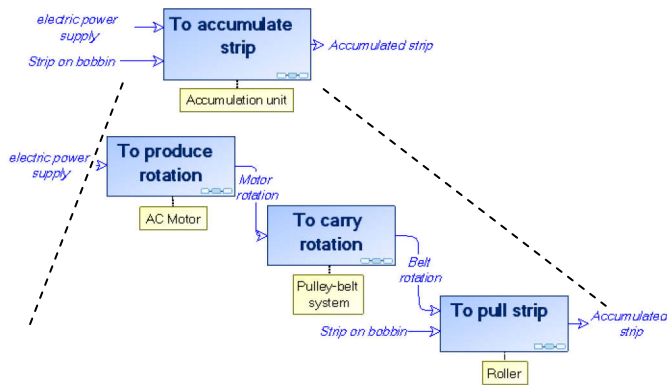 electric power
supply
To accumulate
strip
Accumulated strip
Strip on bobbin
Accumulation unit
electric power
supply
To produce
rotation
Motor
rotation
AC Motor
To carry
rotation
Belt
rotation
Pulley-belt
system
To pull strip
Strip on bobbin
Accumulated
strip
Roller